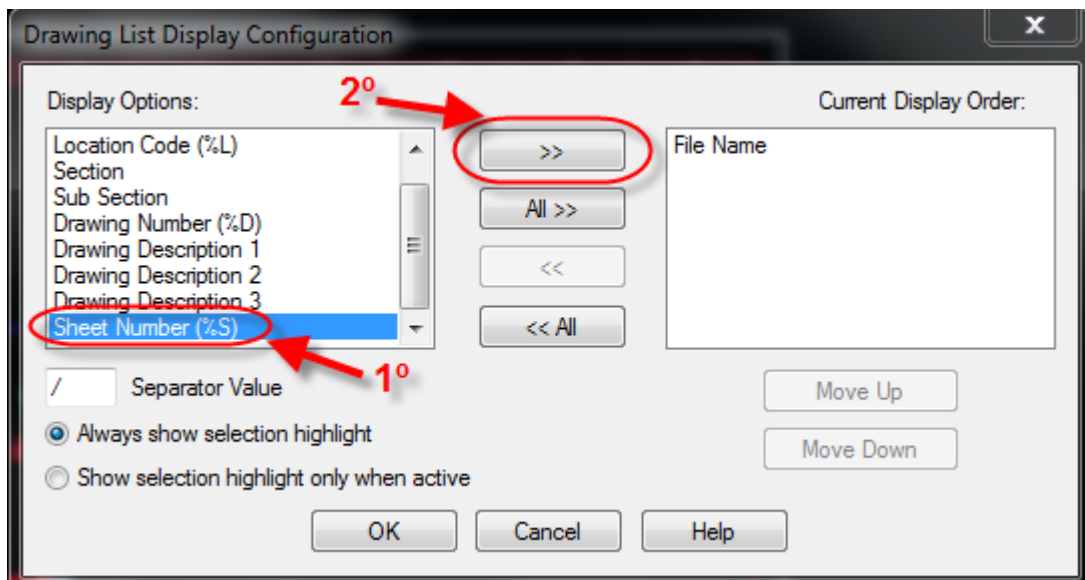 Drawing List Display Configuration
x
Display Options:
2º
Current Display Order:
Location Code (%L)
Section
Sub Section
Drawing Number (%D)
Drawing Description 1
Drawing Description 2
Drawing Description 3
Sheet Number (%S)
>>
All >>
<<
<< All
File Name
1º
/ Separator Value
Always show selection highlight
Show selection highlight only when active
Move Up
Move Down
OK Cancel Help